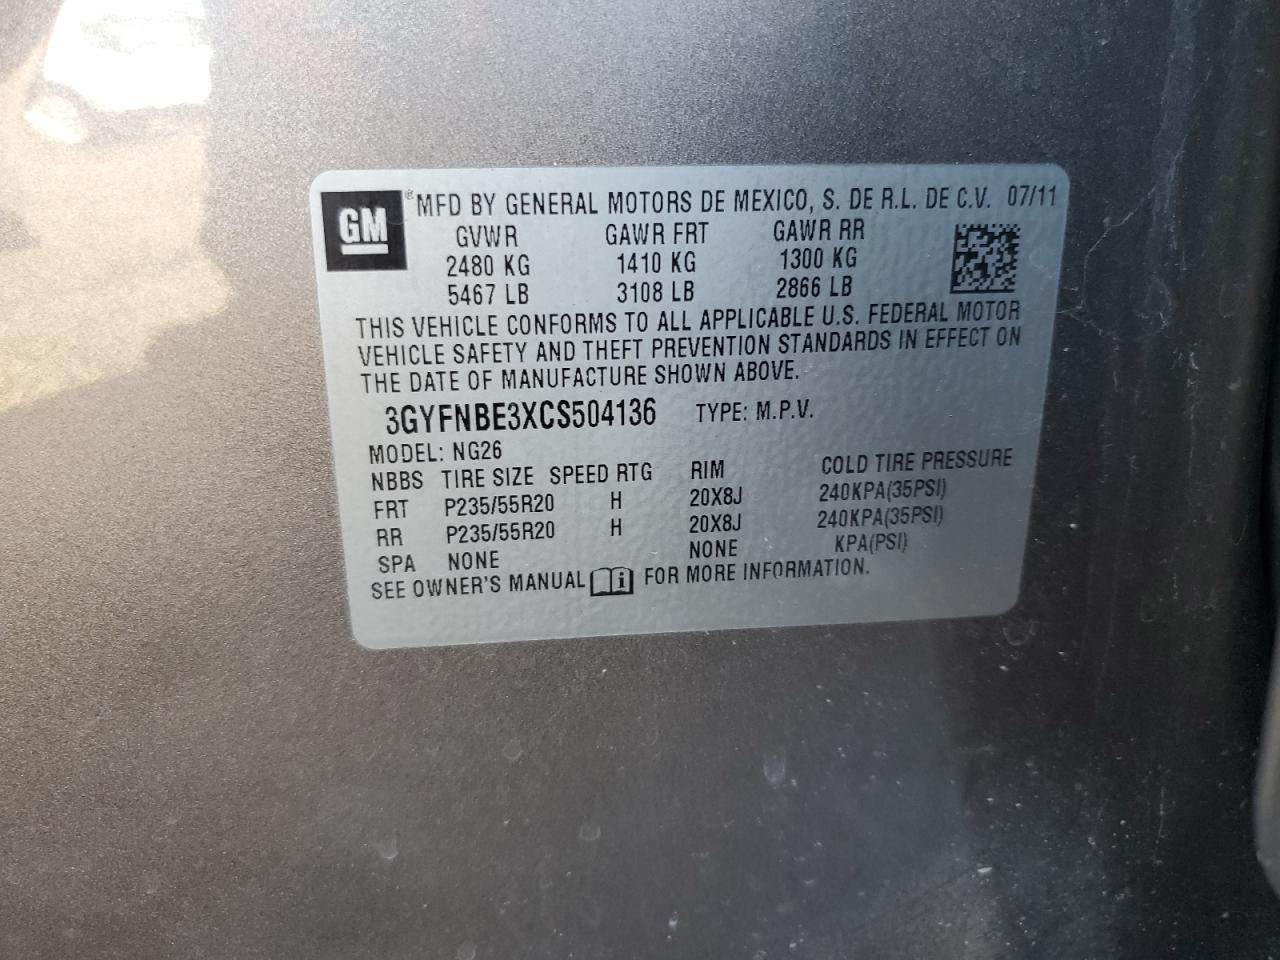 GM ® MFD BY GENERAL MOTORS DE MEXICO, S. DE R.L. DE C.V. 07/11
GVWR GAWR FRT GAWR RR
2480 KG 1410 KG 1300 KG
5467 LB 3108 LB 2866 LB
THIS VEHICLE CONFORMS TO ALL APPLICABLE U.S. FEDERAL MOTOR
VEHICLE SAFETY AND THEFT PREVENTION STANDARDS IN EFFECT ON
THE DATE OF MANUFACTURE SHOWN ABOVE.
3GYFNBE3XCS504136 TYPE: M.P.V.
MODEL: NG26
NBBS TIRE SIZE SPEED RTG RIM COLD TIRE PRESSURE
FRT P235/55R20 H 20X8J 240KPA(35PSI)
RR P235/55R20 H 20X8J 240KPA(35PSI)
SPA NONE NONE KPA(PSI)
SEE OWNER'S MANUAL i FOR MORE INFORMATION.